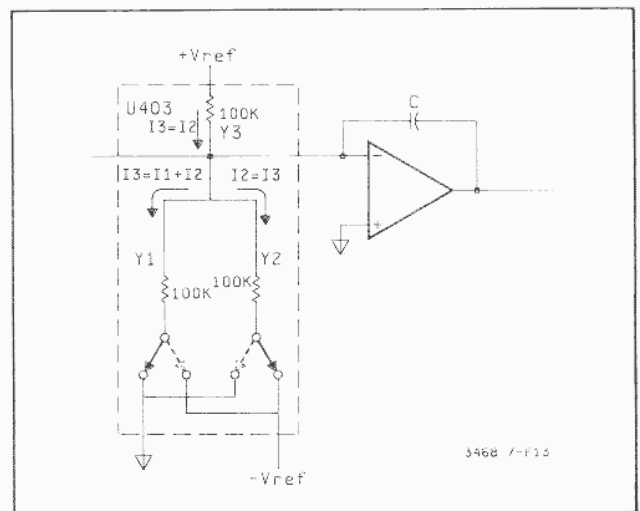 +Vref
U403
100K
I3=I2
Y3
C
I3=I1+I2
I2=I3
−
+
Y1
Y2
100K
100K
-Vref
3468 7-F13